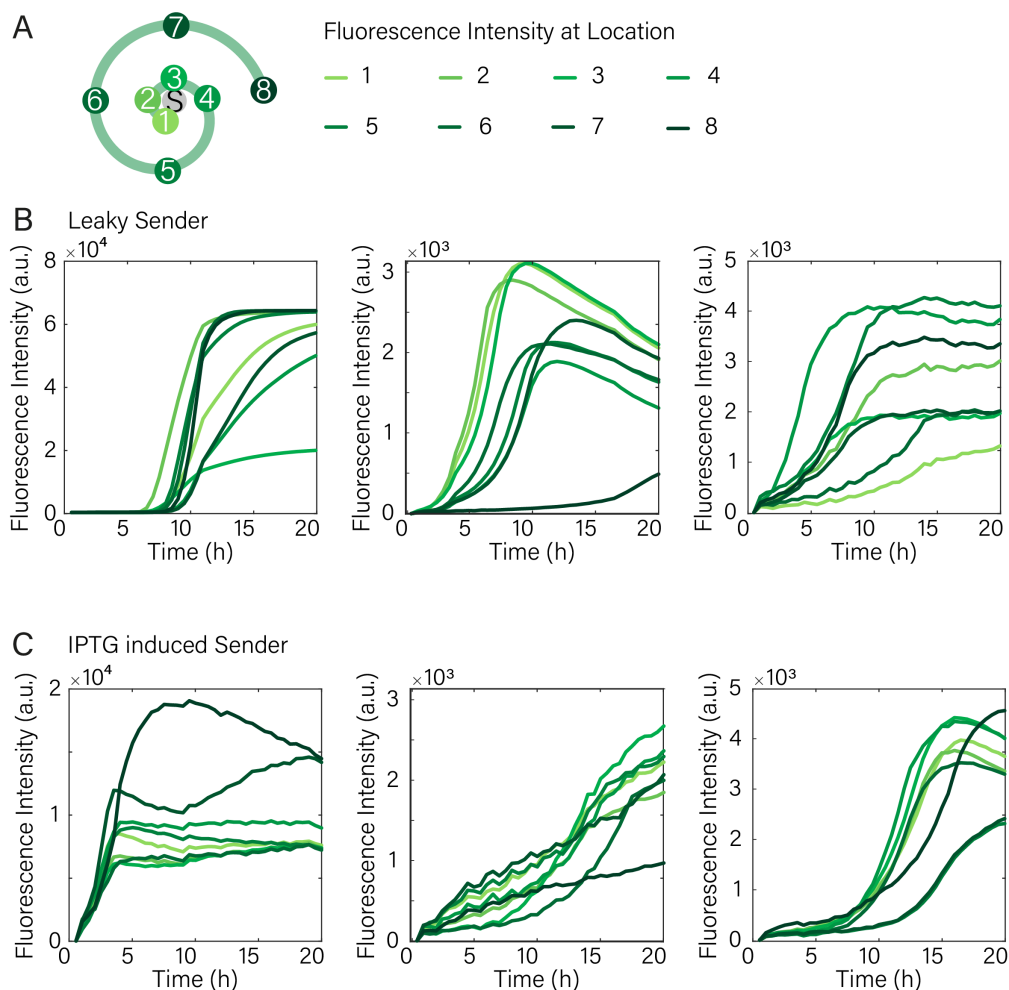 A
7
3
8
6
2
S
4
1
5
Fluorescence Intensity at Location
1 2 3 4
5 6 7 8
B
Leaky Sender
Fluorescence Intensity (a.u.)
×10⁴
8
6
4
2
0
0 5 10 15 20
Time (h)
Fluorescence Intensity (a.u.)
×10³
3
2
1
0
0 5 10 15 20
Time (h)
Fluorescence Intensity (a.u.)
×10³
5
4
3
2
1
0
0 5 10 15 20
Time (h)
C
IPTG induced Sender
Fluorescence Intensity (a.u.)
×10⁴
2
1
0
0 5 10 15 20
Time (h)
Fluorescence Intensity (a.u.)
×10³
3
2
1
0
0 5 10 15 20
Time (h)
Fluorescence Intensity (a.u.)
×10³
5
4
3
2
1
0
0 5 10 15 20
Time (h)